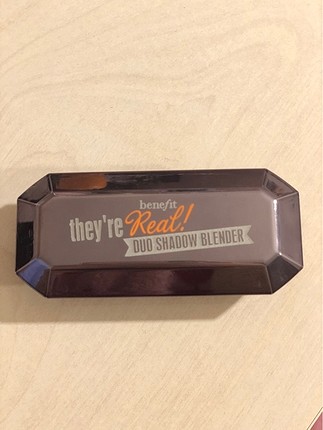 benefit
they're Real!
DUO SHADOW BLENDER